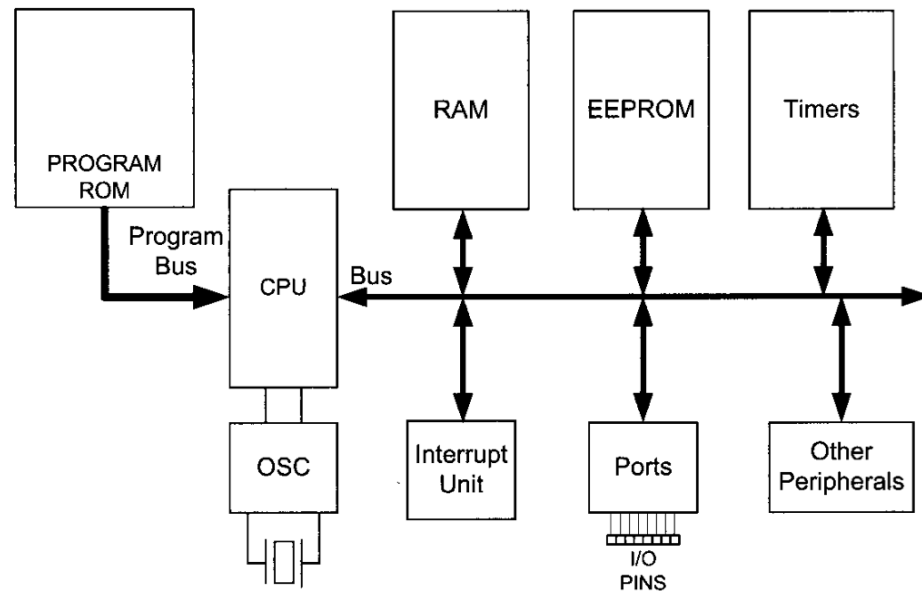 RAM
EEPROM
Timers
PROGRAM
ROM
Program
Bus
CPU
Bus
OSC
Interrupt
Unit
Ports
Other
Peripherals
I/O
PINS